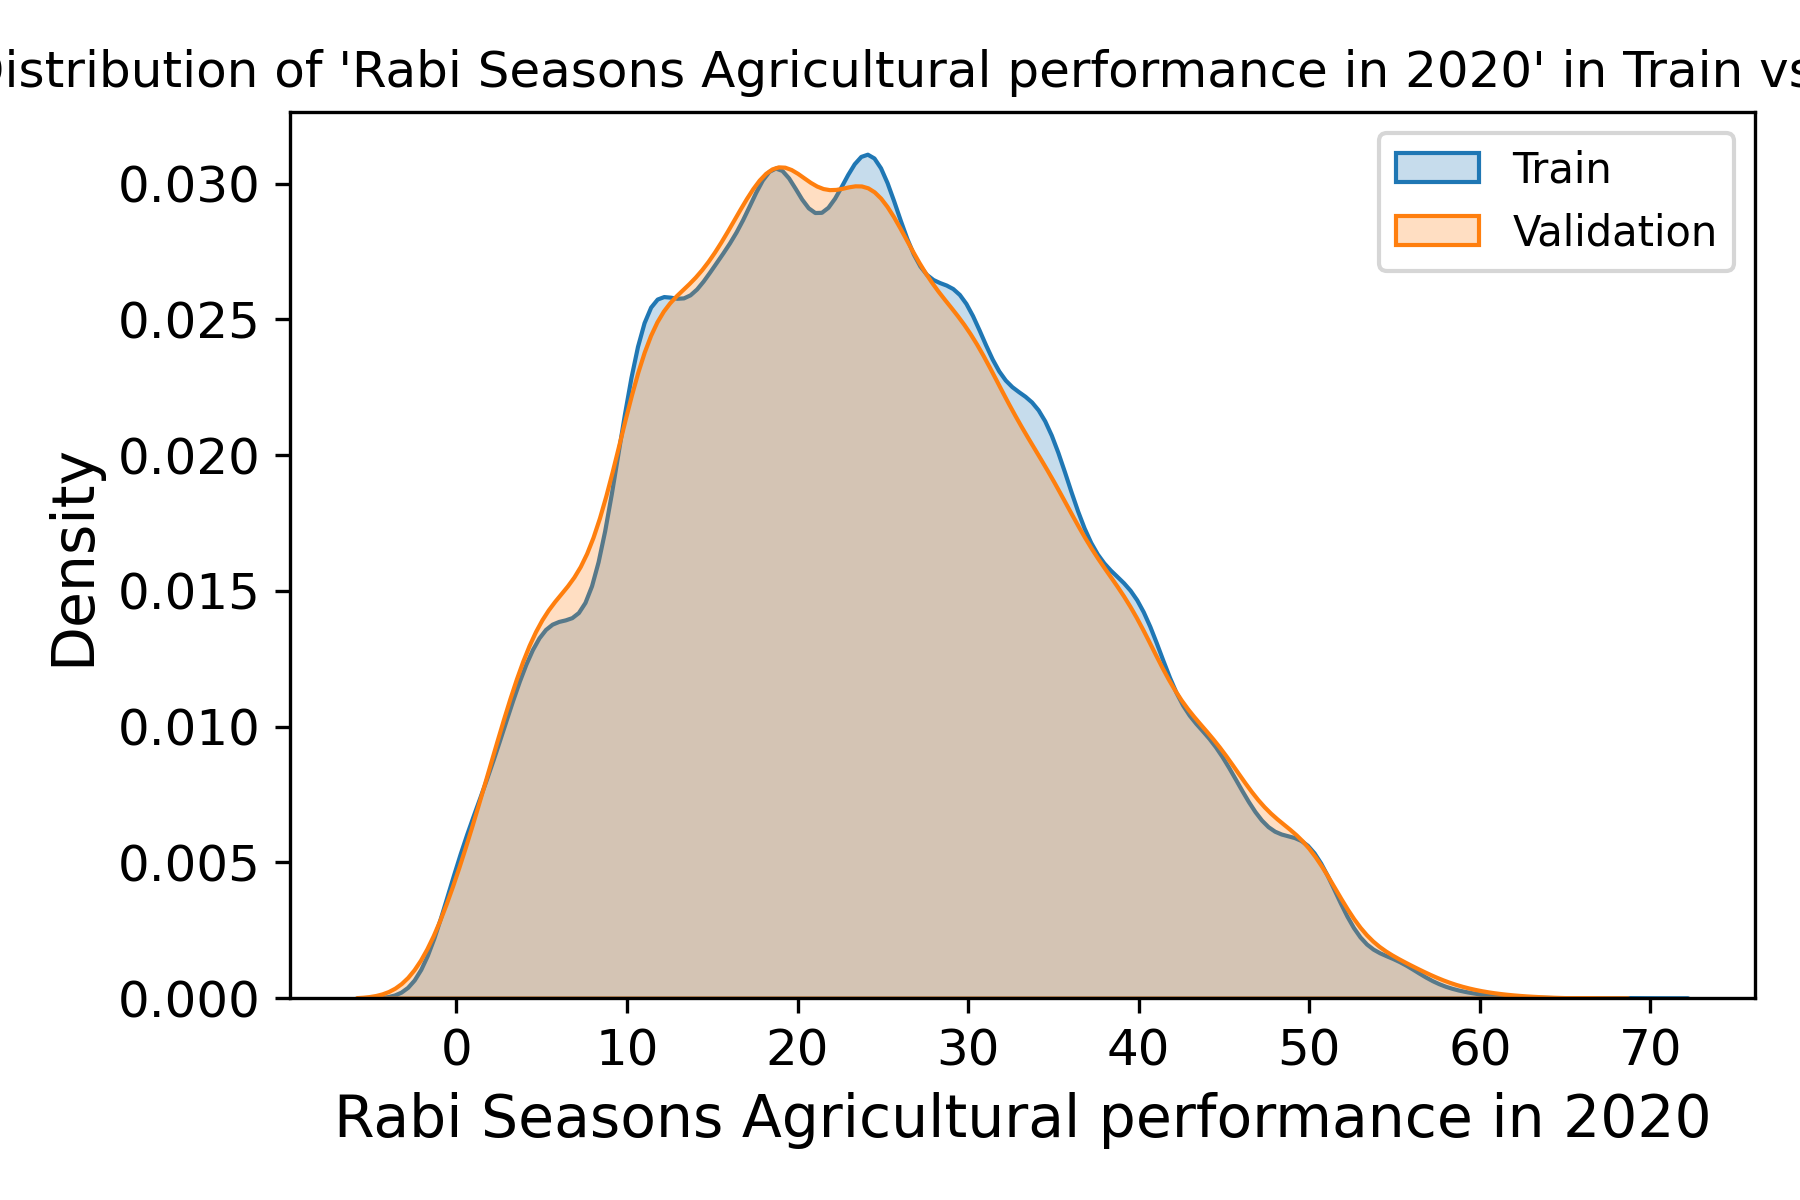 istribution of 'Rabi Seasons Agricultural performance in 2020' in Train vs
Train
Validation
0.030
0.025
0.020
0.015
0.010
0.005
0.000
Density
0 10 20 30 40 50 60 70
Rabi Seasons Agricultural performance in 2020